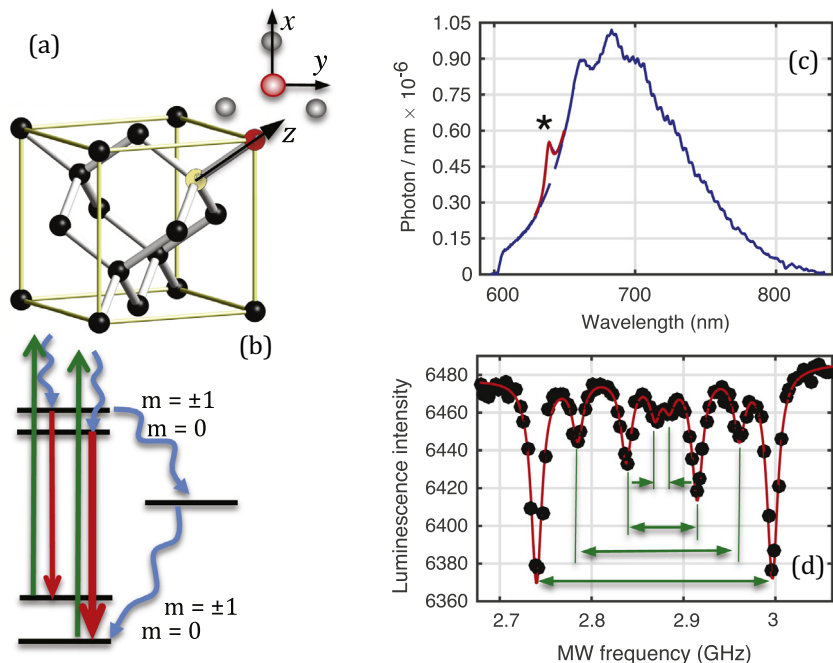 (a)
x
y
z
(b)
m = ±1
m = 0
m = ±1
m = 0
(c)
*
Photon / nm × 10-6
1.05
0.90
0.75
0.60
0.45
0.30
0.15
0
600
700
800
Wavelength (nm)
(d)
Luminescence intensity
6480
6460
6440
6420
6400
6380
6360
2.7
2.8
2.9
3
MW frequency (GHz)